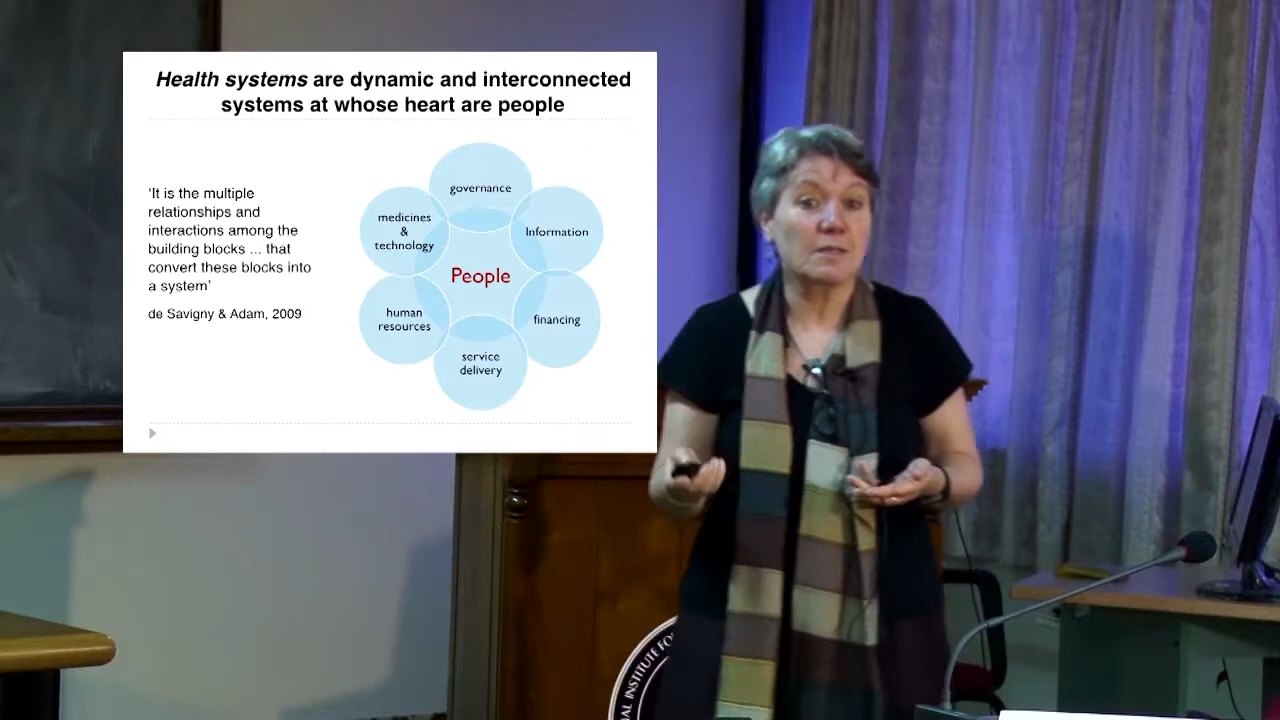 Health systems are dynamic and interconnected
systems at whose heart are people
'It is the multiple
relationships and
interactions among the
building blocks ... that
convert these blocks into
a system'
de Savigny & Adam, 2009
governance
medicines
&
technology
Information
People
human
resources
financing
service
delivery
INSTITUTE FO